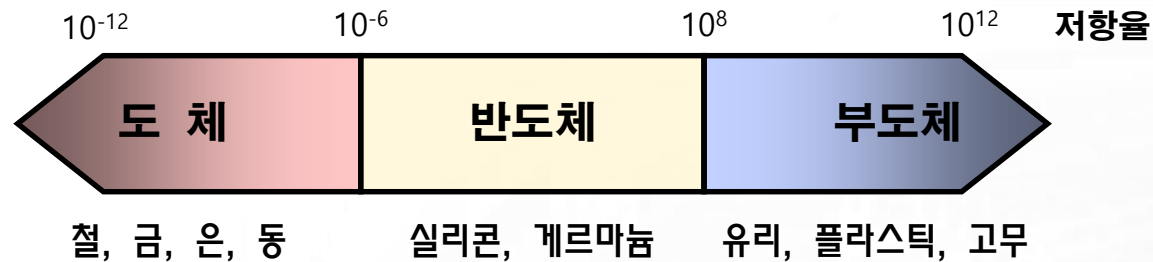 10-12 10-6 10⁸ 10¹² 저항율
도 체 반도체 부도체
철, 금, 은, 동 실리콘, 게르마늄 유리, 플라스틱, 고무